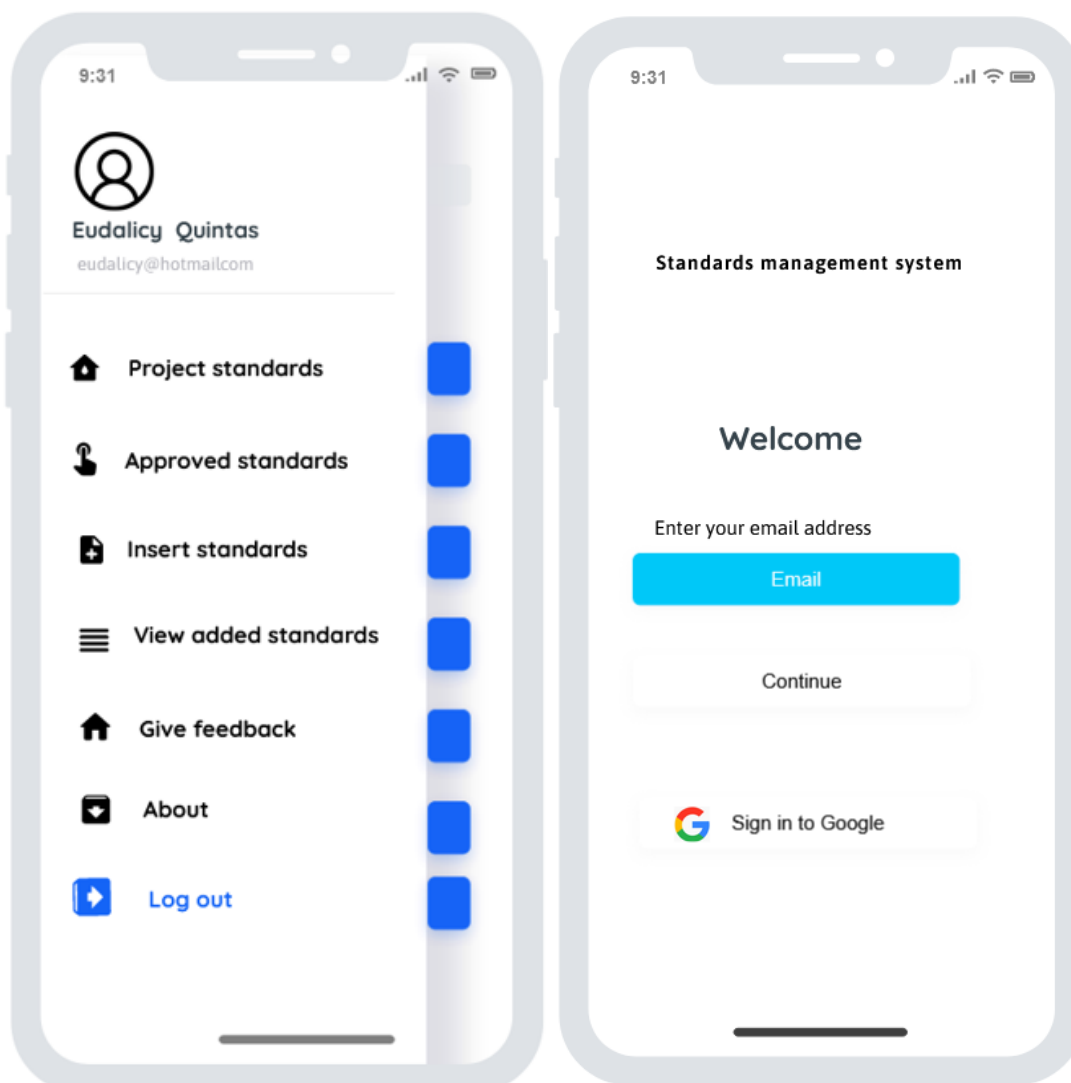 9:31
Eudalicy Quintas
eudalicy@hotmailcom
Project standards
Approved standards
Insert standards
View added standards
Give feedback
About
Log out
9:31
Standards management system
Welcome
Enter your email address
Email
Continue
Sign in to Google